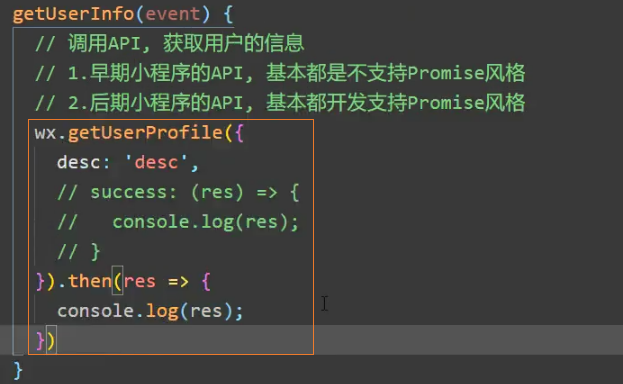 getUserInfo(event) {
// 调用API, 获取用户的信息
// 1.早期小程序的API, 基本都是不支持Promise风格
// 2.后期小程序的API, 基本都开发支持Promise风格
wx.getUserProfile({
desc: 'desc',
// success: (res) => {
//   console.log(res);
// }
}).then(res => {
console.log(res);
})
}